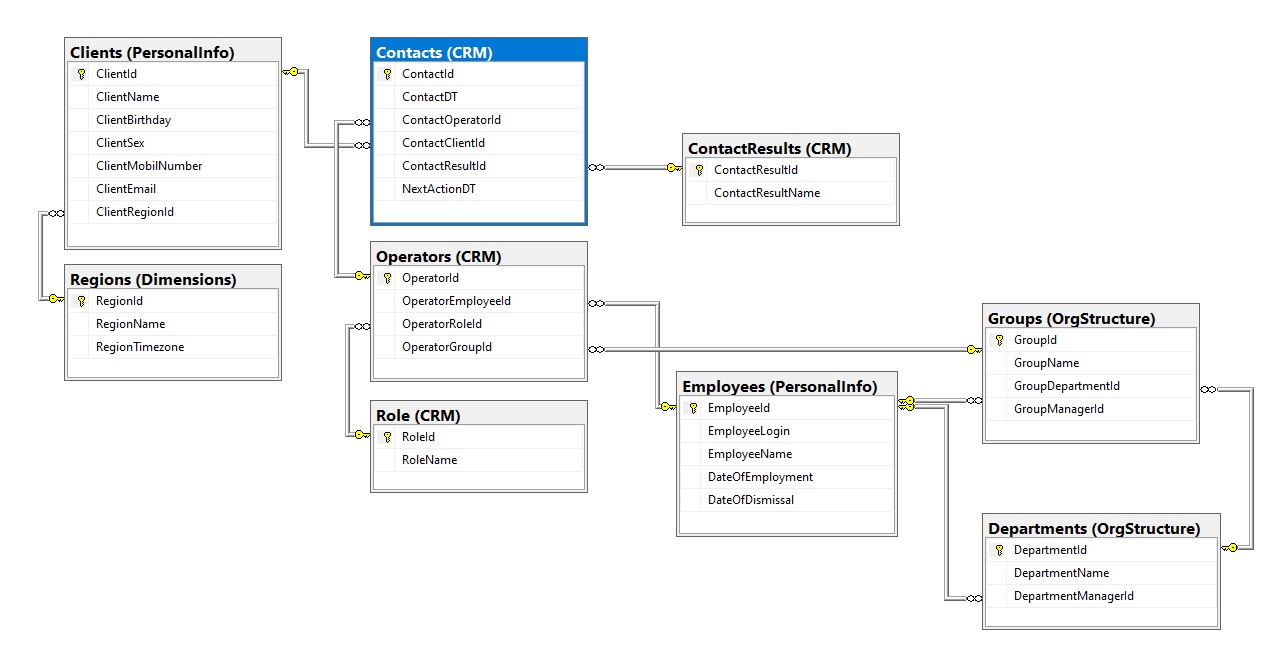 Clients (PersonalInfo)
ClientId
ClientName
ClientBirthday
ClientSex
ClientMobilNumber
ClientEmail
ClientRegionId
Regions (Dimensions)
RegionId
RegionName
RegionTimezone
Contacts (CRM)
ContactId
ContactDT
ContactOperatorId
ContactClientId
ContactResultId
NextActionDT
Operators (CRM)
OperatorId
OperatorEmployeeId
OperatorRoleId
OperatorGroupId
Role (CRM)
RoleId
RoleName
ContactResults (CRM)
ContactResultId
ContactResultName
Employees (PersonalInfo)
EmployeeId
EmployeeLogin
EmployeeName
DateOfEmployment
DateOfDismissal
Groups (OrgStructure)
GroupId
GroupName
GroupDepartmentId
GroupManagerId
Departments (OrgStructure)
DepartmentId
DepartmentName
DepartmentManagerId